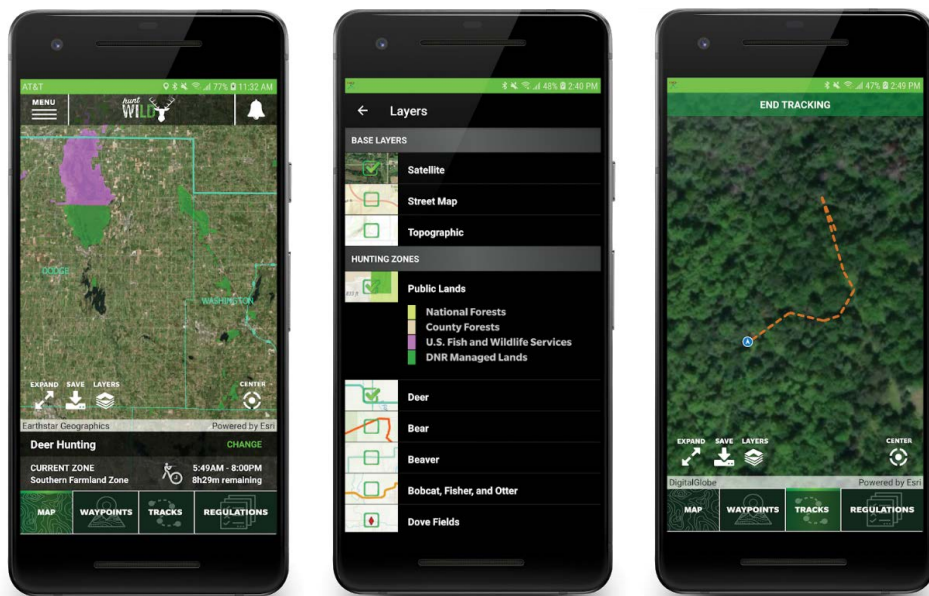 AT&T
77% 11:32 AM
MENU
hunt
WILD
DODGE
WASHINGTON
EXPAND SAVE LAYERS
CENTER
Earthstar Geographics Powered by Esri
Deer Hunting CHANGE
CURRENT ZONE
Southern Farmland Zone
5:49AM - 8:00PM
8h29m remaining
MAP WAYPOINTS TRACKS REGULATIONS
48% 2:40 PM
Layers
BASE LAYERS
Satellite
Street Map
Topographic
HUNTING ZONES
Public Lands
National Forests
County Forests
U.S. Fish and Wildlife Services
DNR Managed Lands
Deer
Bear
Beaver
Bobcat, Fisher, and Otter
Dove Fields
47% 2:49 PM
END TRACKING
EXPAND SAVE LAYERS
CENTER
DigitalGlobe Powered by Esri
MAP WAYPOINTS TRACKS REGULATIONS